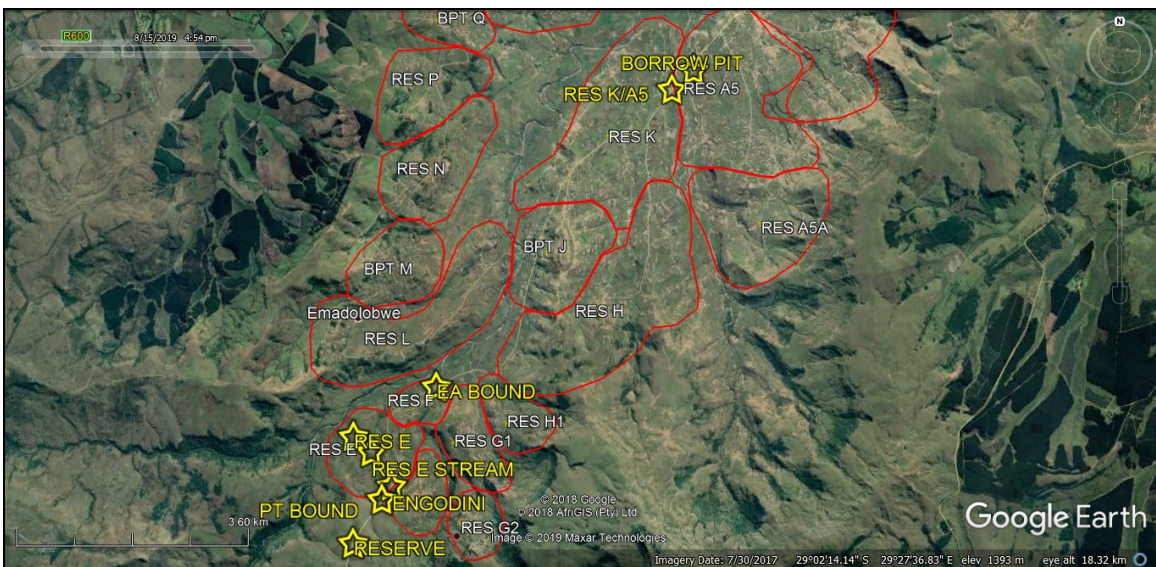 BPT Q
R600 8/15/2019 4:54 pm
N
BORROW PIT
RES P
RES K/A5
RES A5
RES K
RES N
RES A5A
BPT J
BPT M
Emadolobwe
RES H
RES L
EA BOUND
RES F
RES H1
RES E
RES E
RES G1
RES E STREAM
PT BOUND
ENGODINI
© 2018 Google
© 2018 AfriGIS (Pty) Ltd
3.60 km
RES G2
Image © 2019 Maxar Technologies
Google Earth
RESERVE
Imagery Date: 7/30/2017 29°02'14.14" S 29°27'36.83" E elev 1393 m eye alt 18.32 km